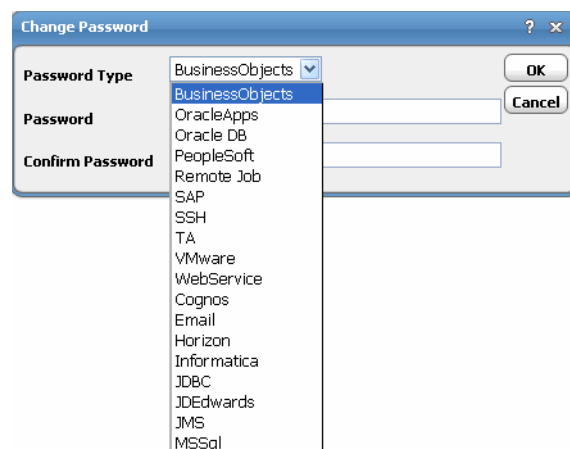 Change Password
? x
Password Type
BusinessObjects
OK
Cancel
Password
Confirm Password
BusinessObjects
OracleApps
Oracle DB
PeopleSoft
Remote Job
SAP
SSH
TA
VMware
WebService
Cognos
Email
Horizon
Informatica
JDBC
JDEdwards
JMS
MSSql